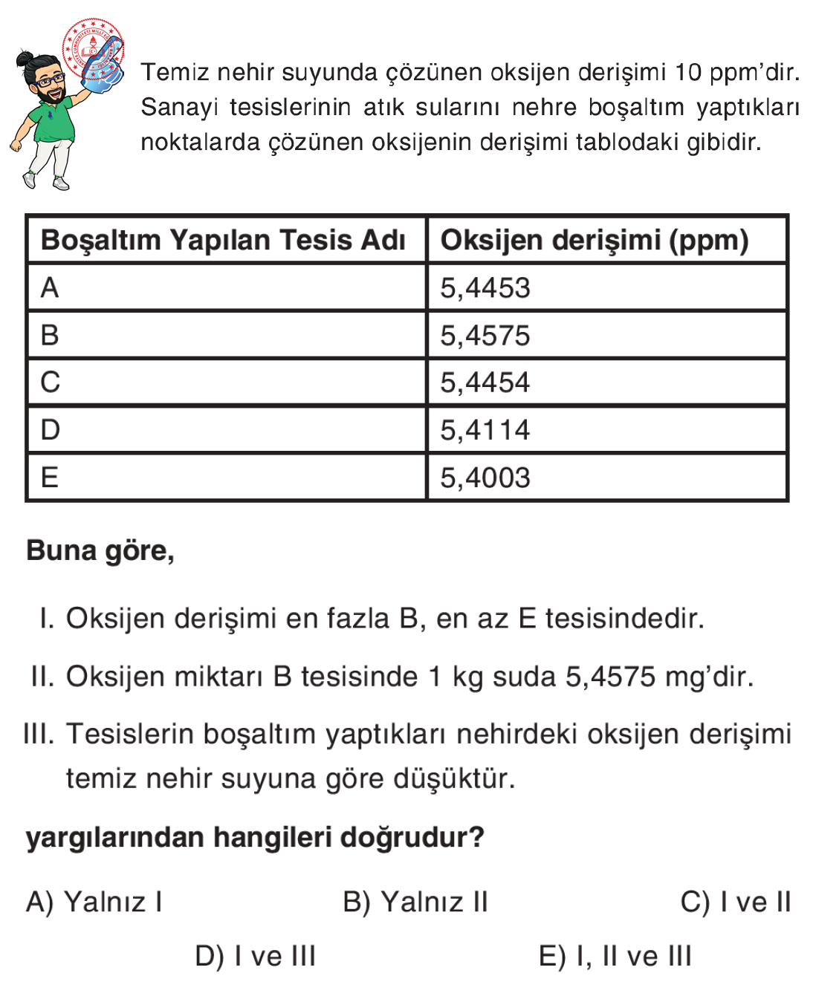 Temiz nehir suyunda çözünen oksijen derişimi 10 ppm’dir.
Sanayi tesislerinin atık sularını nehre boşaltım yaptıkları
noktalarda çözünen oksijenin derişimi tablodaki gibidir.
Boşaltım Yapılan Tesis Adı Oksijen derişimi (ppm)
A 5,4453
B 5,4575
C 5,4454
D 5,4114
E 5,4003
Buna göre,
I. Oksijen derişimi en fazla B, en az E tesisindedir.
II. Oksijen miktarı B tesisinde 1 kg suda 5,4575 mg’dir.
III. Tesislerin boşaltım yaptıkları nehirdeki oksijen derişimi
temiz nehir suyuna göre düşüktür.
yargılarından hangileri doğrudur?
A) Yalnız I B) Yalnız II C) I ve II
D) I ve III E) I, II ve III